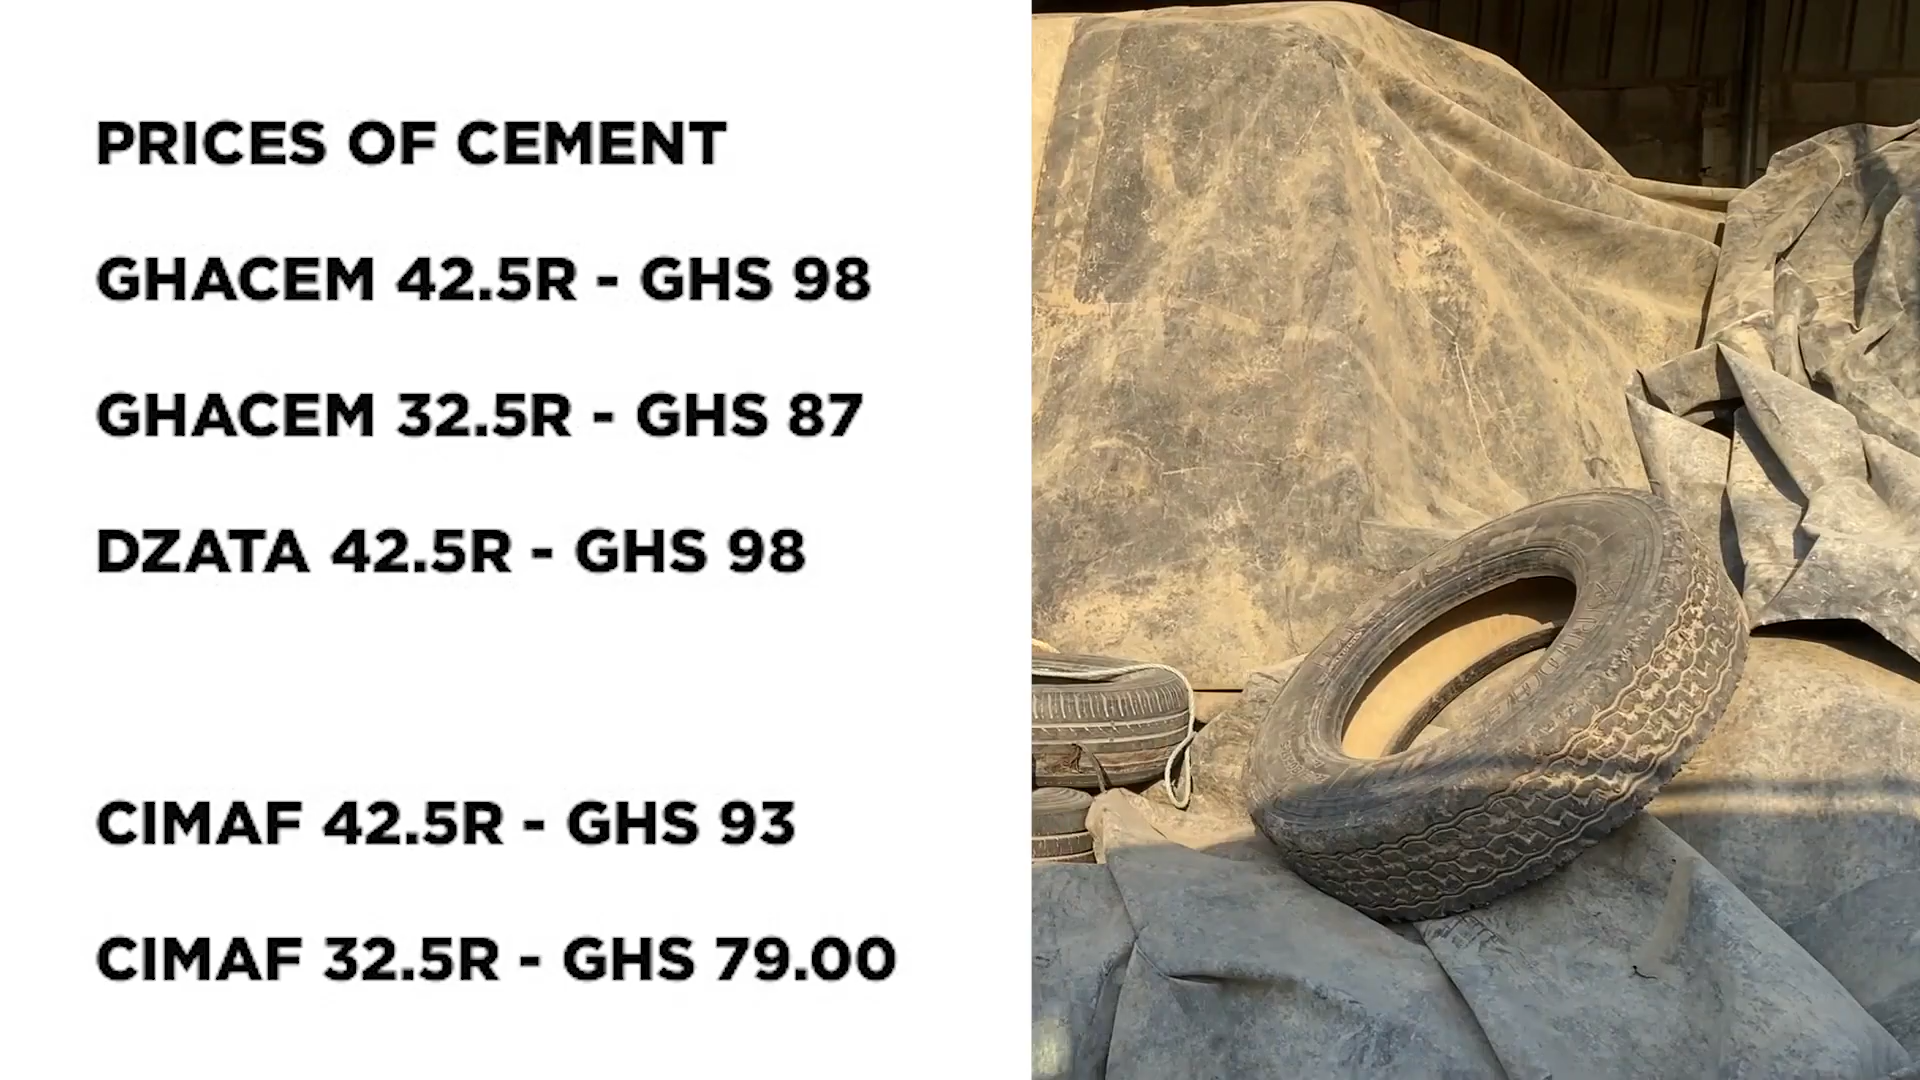 PRICES OF CEMENT
GHACEM 42.5R - GHS 98
GHACEM 32.5R - GHS 87
DZATA 42.5R - GHS 98
CIMAF 42.5R - GHS 93
CIMAF 32.5R - GHS 79.00